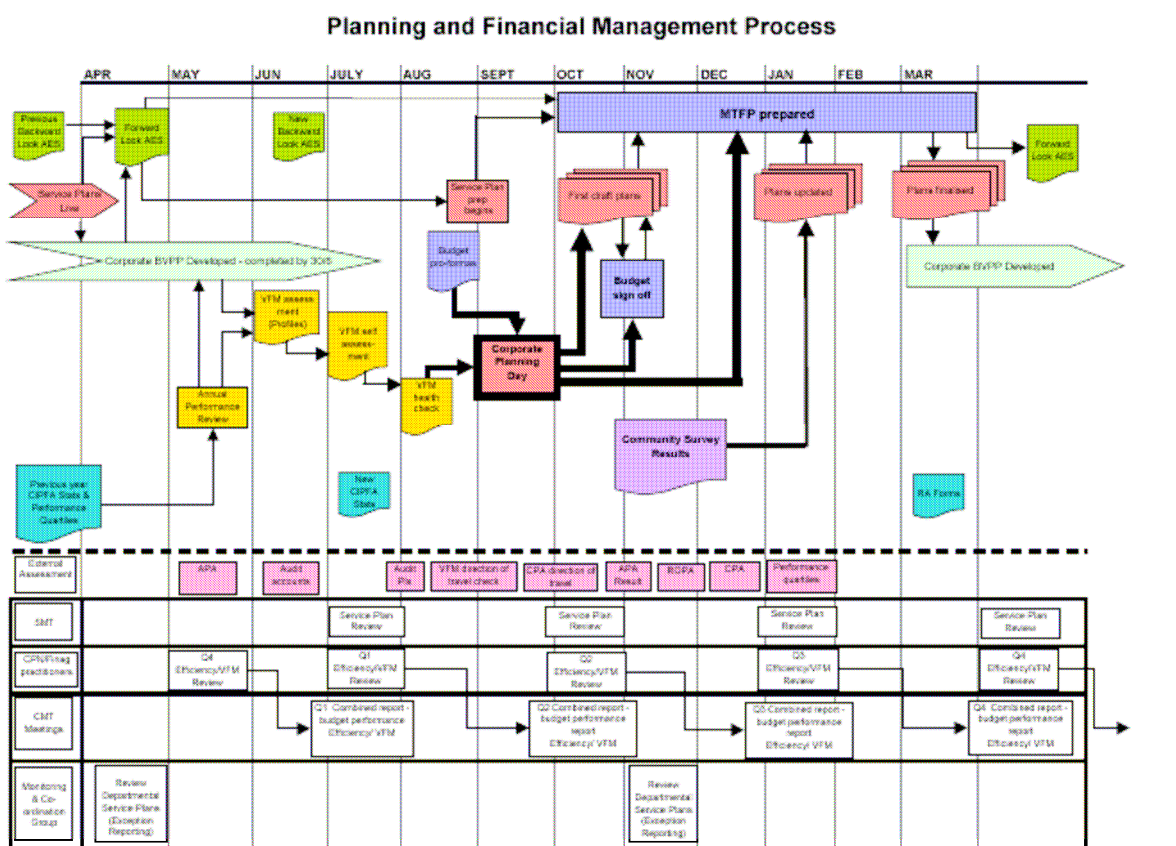 Planning and Financial Management Process
APR MAY JUN JULY AUG SEPT OCT NOV DEC JAN FEB MAR
MTFP prepared
Previous
Backward
Look AES
Forward
Look AES
New
Backward
Look AES
Forward
Look AES
Service Plans
Live
Service Plan
prep
begins
First draft plans
Plans updated
Plans finalised
Corporate BVPP Developed - completed by 30/6
Budget
pro-formas
Budget
sign off
Corporate BVPP Developed
VFM assess
ment
(Profiles)
VFM self
assess-
ment
Corporate
Planning
Day
VFM
health
check
Annual
Performance
Review
Community Survey
Results
Previous year
CIPFA Stats &
Performance
Quartiles
New
CIPFA
Stats
RA Forms
External
Assessment
APA
Audit
accounts
Audit
VFM direction of
travel check
CPA direction of
travel
APA
Result
CPA
Performance
quartiles
SMT
Service Plan
Review
Service Plan
Review
Service Plan
Review
Service Plan
Review
practitioners
Q4
Efficiency/VFM
Review
Q1
Efficiency/VFM
Review
Q2
Efficiency/VFM
Review
Q3
Efficiency/VFM
Review
Q4
Efficiency/VFM
Review
CMT
Meetings
Q1 Combined report -
budget performance
Efficiency/ VFM
Q2 Combined report -
budget performance
report
Efficiency/ VFM
Q3 Combined report -
budget performance
report
Efficiency/ VFM
Q4 Combined report -
budget performance
report
Efficiency/ VFM
Monitoring
& Co-
ordination
Group
Review
Departmental
Service Plans
(Exception
Reporting)
Review
Departmental
Service Plans
(Exception
Reporting)